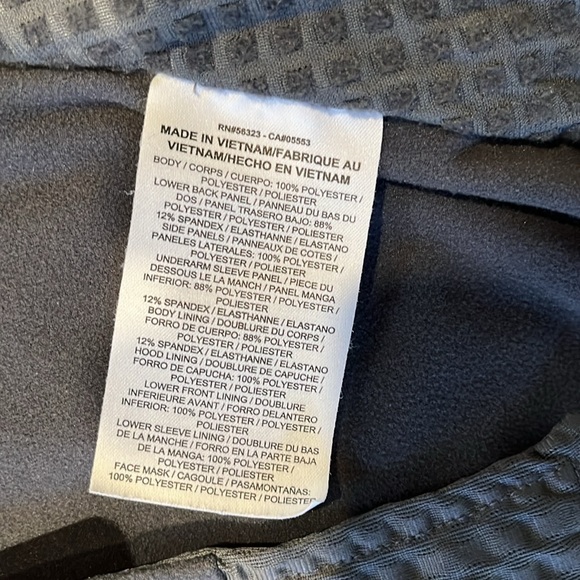 RN#56323 - CA#05553
MADE IN VIETNAM/FABRIQUE AU
VIETNAM/HECHO EN VIETNAM
BODY / CORPS / CUERPO: 100% POLYESTER /
POLYESTER / POLIESTER
LOWER BACK PANEL / PANNEAU DU BAS DU
DOS / PANEL TRASERO BAJO: 88%
POLYESTER / POLYESTER / POLIESTER
12% SPANDEX / ELASTHANNE / ELASTANO
SIDE PANELS / PANNEAUX DE COTES /
PANELES LATERALES: 100% POLYESTER /
POLYESTER / POLIESTER
UNDERARM SLEEVE PANEL / PIECE DU
DESSOUS LE LA MANCH / PANEL MANGA
INFERIOR: 88% POLYESTER / POLYESTER /
POLIESTER
12% SPANDEX / ELASTHANNE / ELASTANO
BODY LINING / DOUBLURE DU CORPS /
FORRO DE CUERPO: 88% POLYESTER /
POLYESTER / POLIESTER
12% SPANDEX / ELASTHANNE / ELASTANO
HOOD LINING / DOUBLURE DE CAPUCHE /
FORRO DE CAPUCHA: 100% POLYESTER /
POLYESTER / POLIESTER
LOWER FRONT LINING / DOUBLURE
INFERIEURE AVANT / FORRO DELANTERO
INFERIOR: 100% POLYESTER / POLYESTER /
POLIESTER
LOWER SLEEVE LINING / DOUBLURE DU BAS
DE LA MANCHE / FORRO EN LA PARTE BAJA
DE LA MANGA: 100% POLYESTER /
POLYESTER / POLIESTER
FACE MASK / CAGOULE / PASAMONTAÑAS:
100% POLYESTER / POLYESTER / POLIESTER